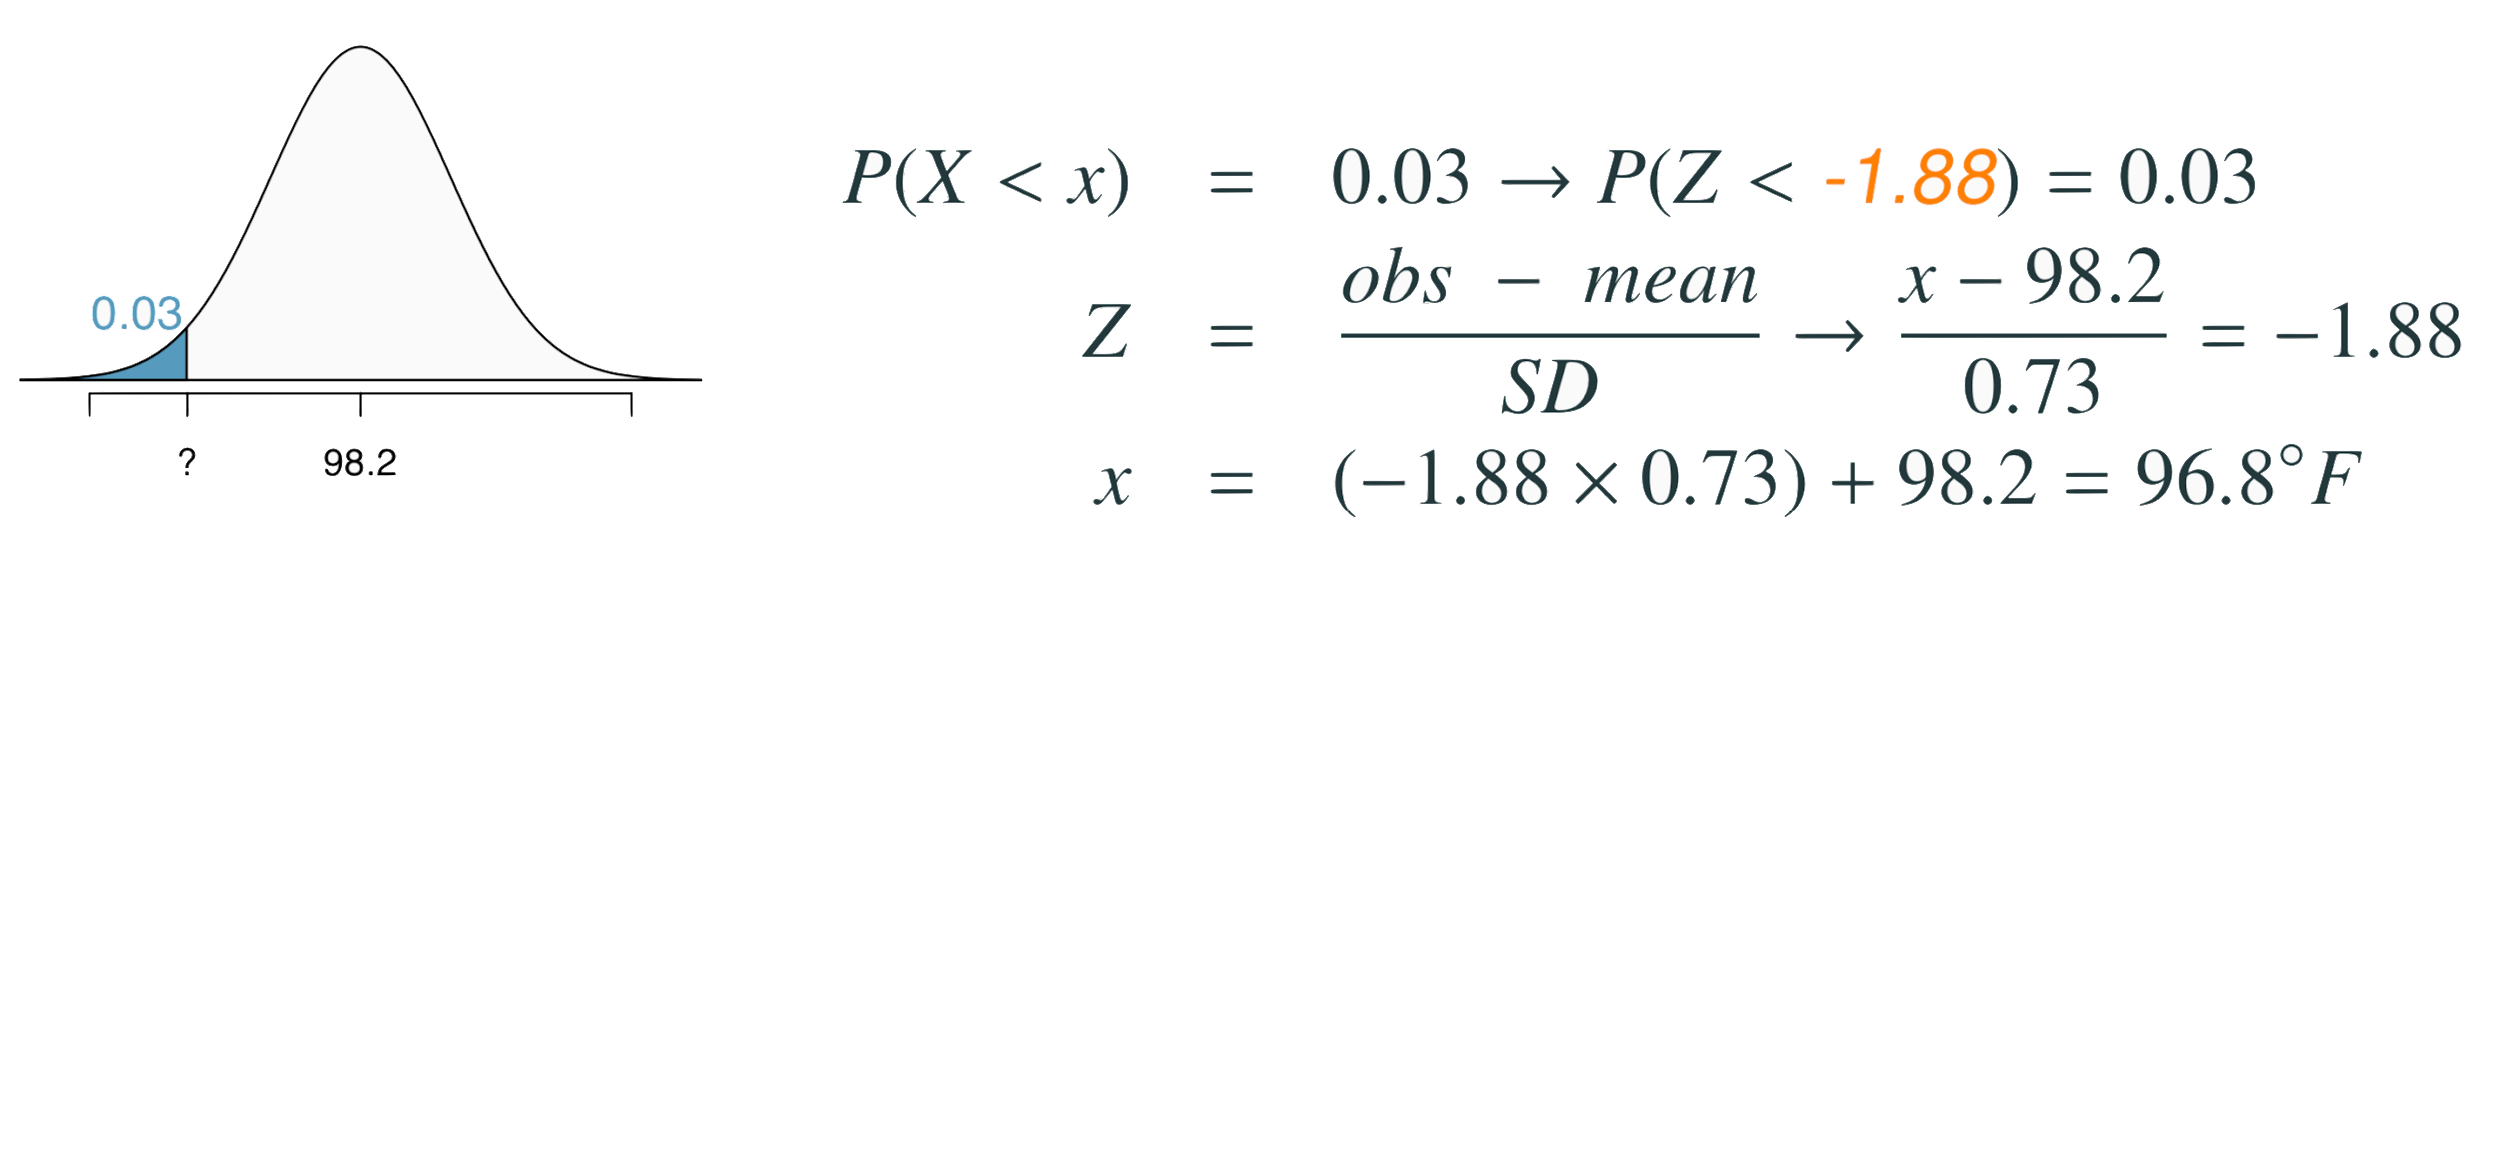 0.03
? 98.2
P(X < x) = 0.03 → P(Z < -1.88) = 0.03
Z = obs − mean / SD → x − 98.2 / 0.73 = −1.88
x = (−1.88 × 0.73) + 98.2 = 96.8° F